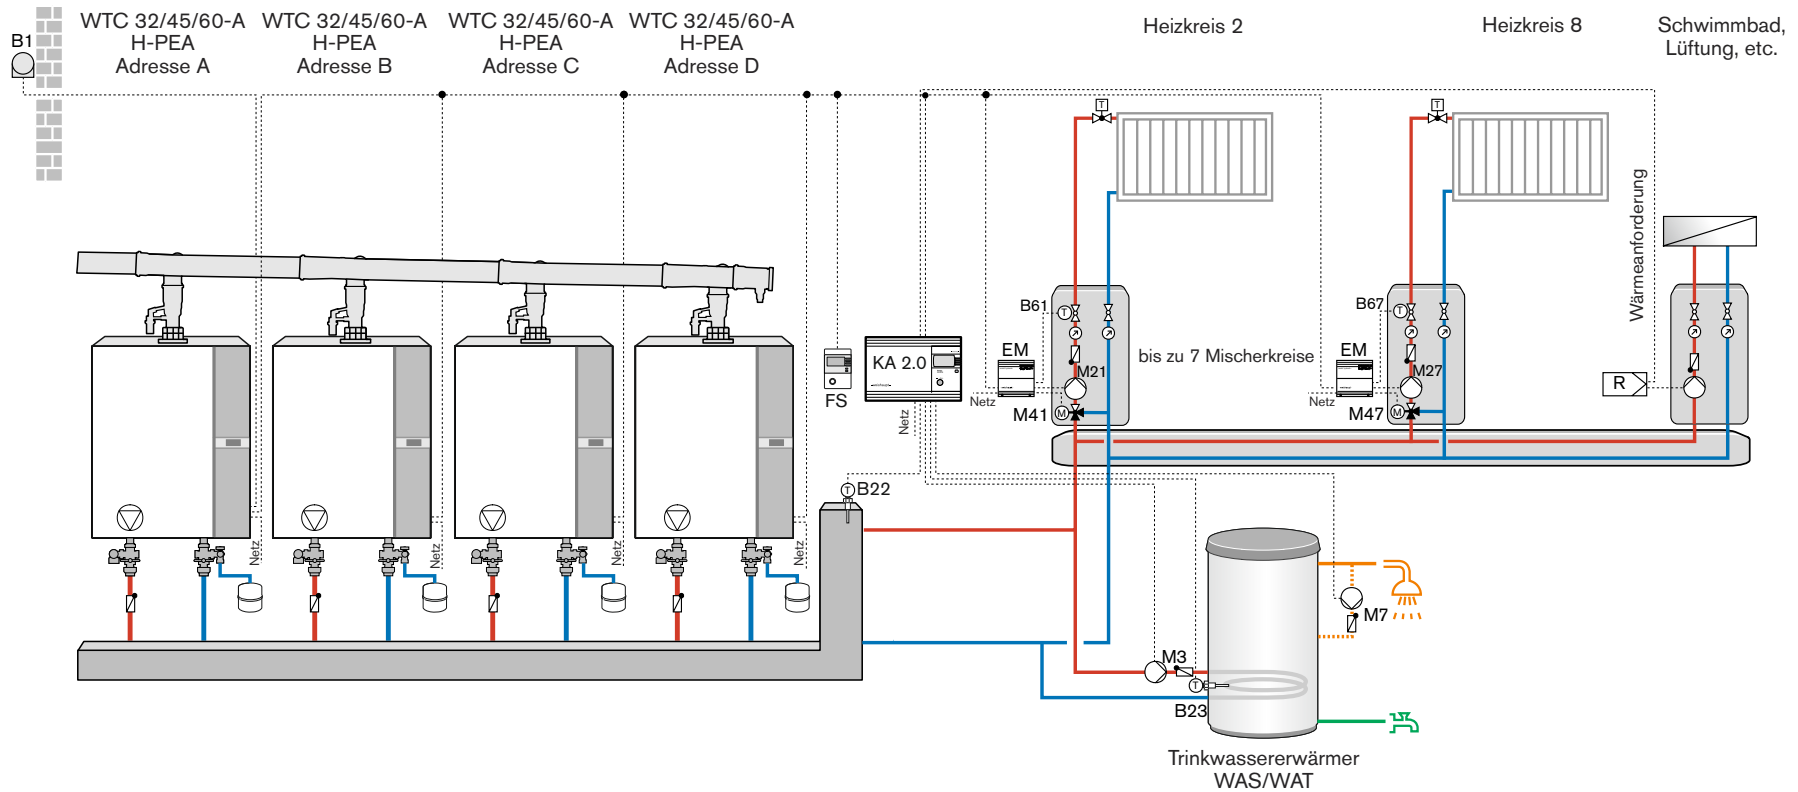 B1
WTC 32/45/60-A
H-PEA
Adresse A
WTC 32/45/60-A
H-PEA
Adresse B
WTC 32/45/60-A
H-PEA
Adresse C
WTC 32/45/60-A
H-PEA
Adresse D
Heizkreis 2
Heizkreis 8
Schwimmbad,
Lüftung, etc.
T
T
Wärmeanforderung
B61
T
B67
T
EM
M21
bis zu 7 Mischerkreise
EM
M27
KA 2.0
FS
R
Netz
M41
M
Netz
M47
M
Netz
T
B22
Netz
Netz
Netz
Netz
M7
M3
T
B23
Trinkwassererwärmer
WAS/WAT